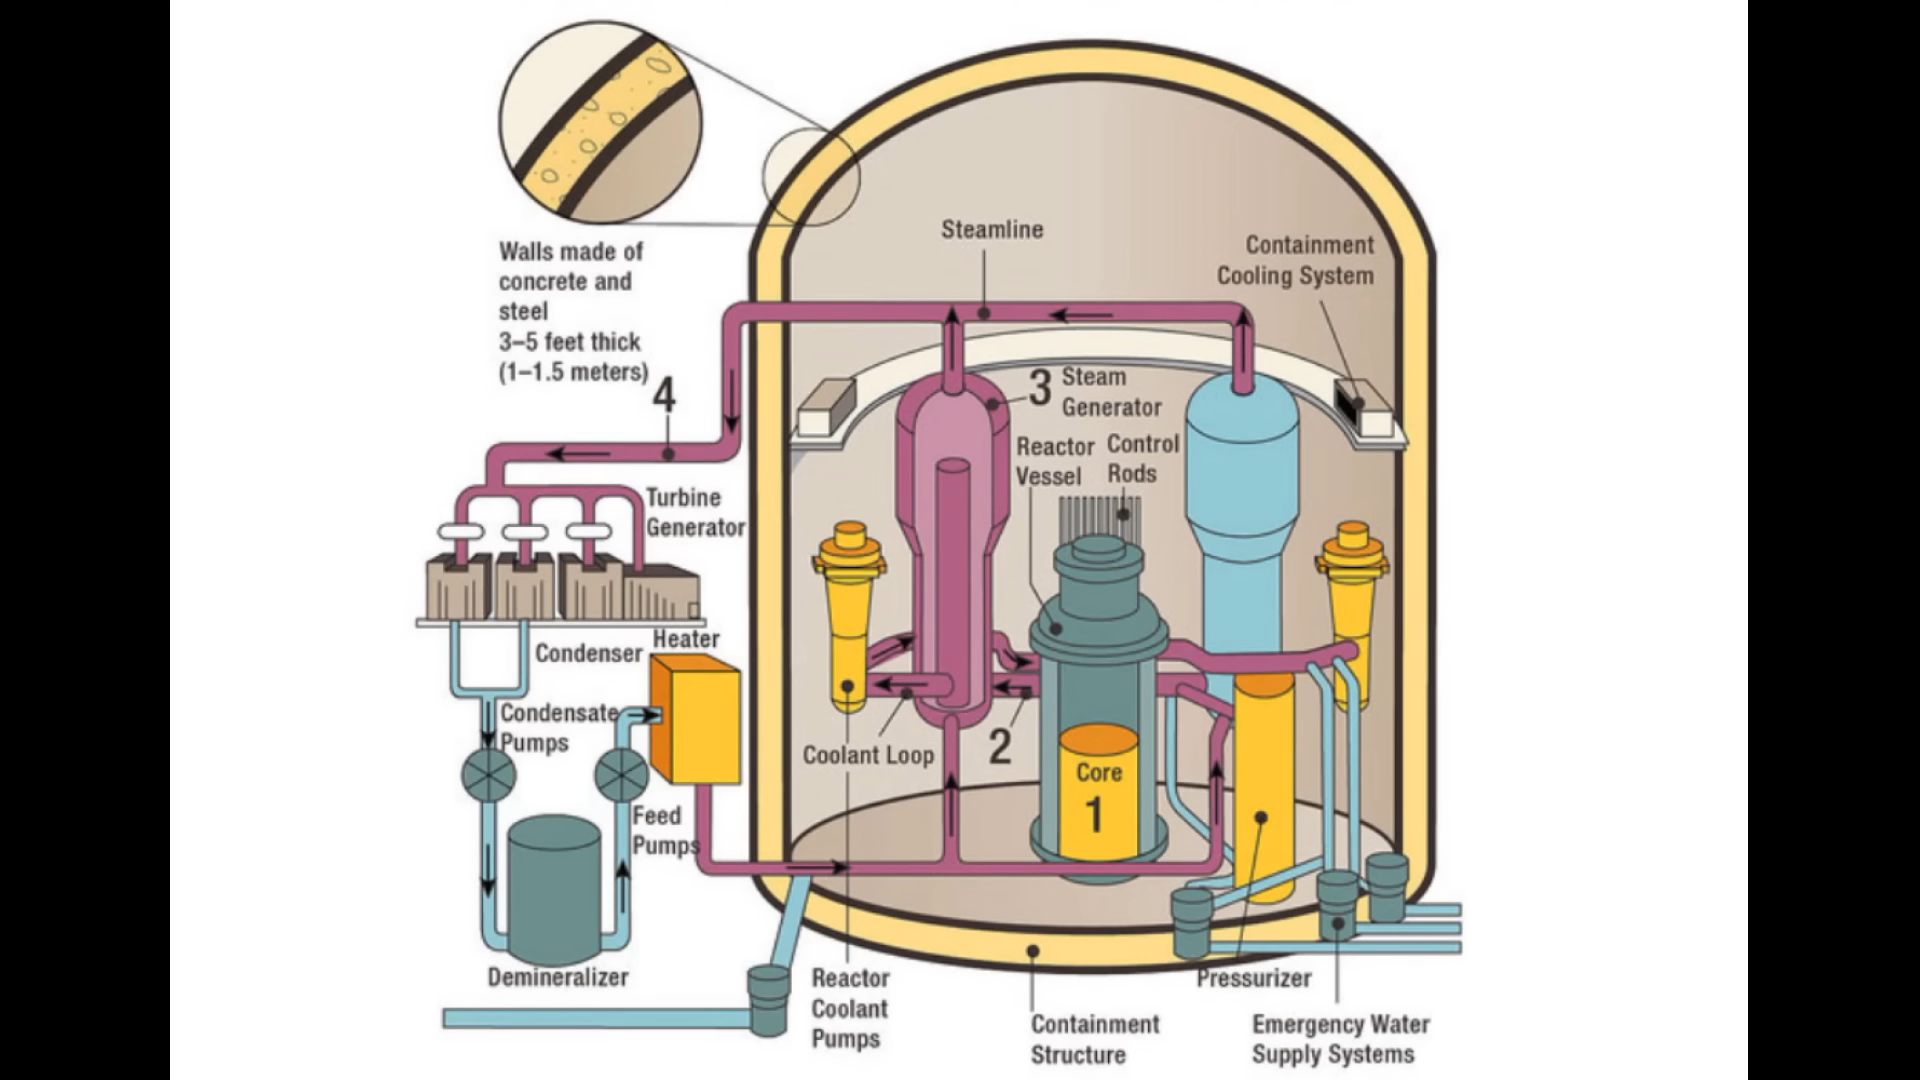 Walls made of
concrete and
steel
3–5 feet thick
(1–1.5 meters)
4
Steamline
Containment
Cooling System
3
Steam
Generator
Reactor
Vessel
Control
Rods
Turbine
Generator
Heater
Condenser
Condensate
Pumps
Coolant Loop
2
Core
1
Feed
Pumps
Demineralizer
Reactor
Coolant
Pumps
Containment
Structure
Pressurizer
Emergency Water
Supply Systems